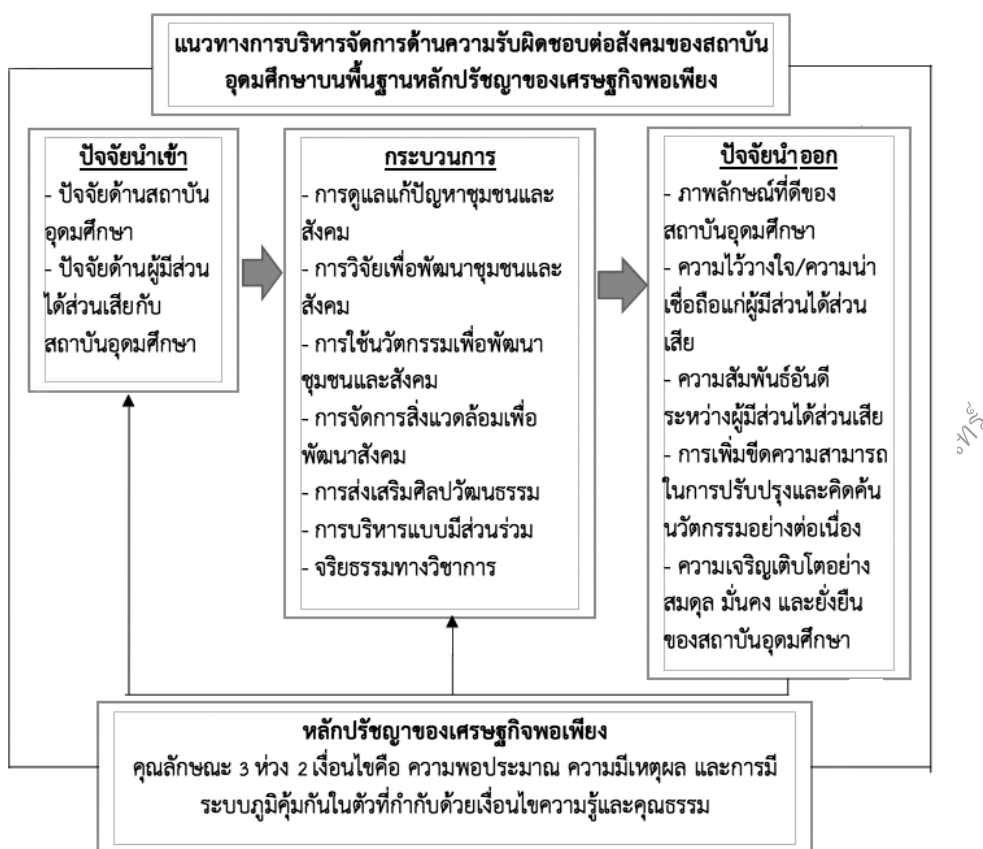 แนวทางการบริหารจัดการด้านความรับผิดชอบต่อสังคมของสถาบัน
อุดมศึกษาบนพื้นฐานหลักปรัชญาของเศรษฐกิจพอเพียง
ปัจจัยนำเข้า
- ปัจจัยด้านสถาบัน
อุดมศึกษา
- ปัจจัยด้านผู้มีส่วน
ได้ส่วนเสียกับ
สถาบันอุดมศึกษา
กระบวนการ
- การดูแลแก้ปัญหาชุมชนและ
สังคม
- การวิจัยเพื่อพัฒนาชุมชนและ
สังคม
- การใช้นวัตกรรมเพื่อพัฒนา
ชุมชนและสังคม
- การจัดการสิ่งแวดล้อมเพื่อ
พัฒนาสังคม
- การส่งเสริมศิลปวัฒนธรรม
- การบริหารแบบมีส่วนร่วม
- จริยธรรมทางวิชาการ
ปัจจัยนำออก
- ภาพลักษณ์ที่ดีของ
สถาบันอุดมศึกษา
- ความไว้วางใจ/ความน่า
เชื่อถือแก่ผู้มีส่วนได้ส่วน
เสีย
- ความสัมพันธ์อันดี
ระหว่างผู้มีส่วนได้ส่วนเสีย
- การเพิ่มขีดความสามารถ
ในการปรับปรุงและคิดค้น
นวัตกรรมอย่างต่อเนื่อง
- ความเจริญเติบโตอย่าง
สมดุล มั่นคง และยั่งยืน
ของสถาบันอุดมศึกษา
หลักปรัชญาของเศรษฐกิจพอเพียง
คุณลักษณะ 3 ห่วง 2 เงื่อนไขคือ ความพอประมาณ ความมีเหตุผล และการมี
ระบบภูมิคุ้มกันในตัวที่กำกับด้วยเงื่อนไขความรู้และคุณธรรม